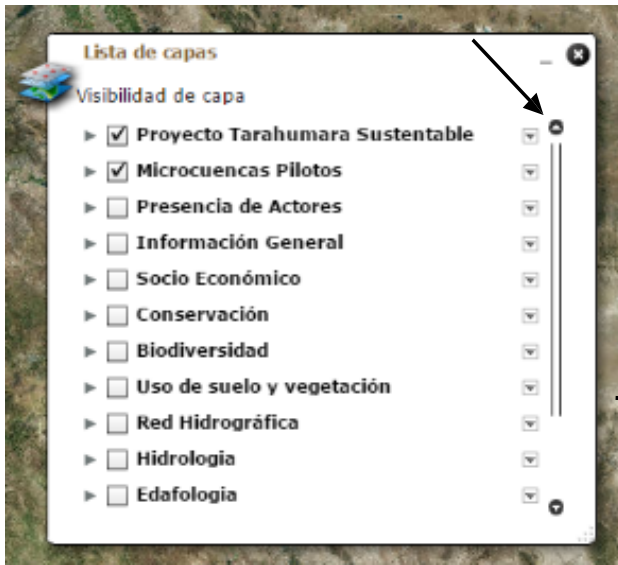 Lista de capas
Visibilidad de capa
Proyecto Tarahumara Sustentable
Microcuencas Pilotos
Presencia de Actores
Información General
Socio Económico
Conservación
Biodiversidad
Uso de suelo y vegetación
Red Hidrográfica
Hidrologia
Edafologia